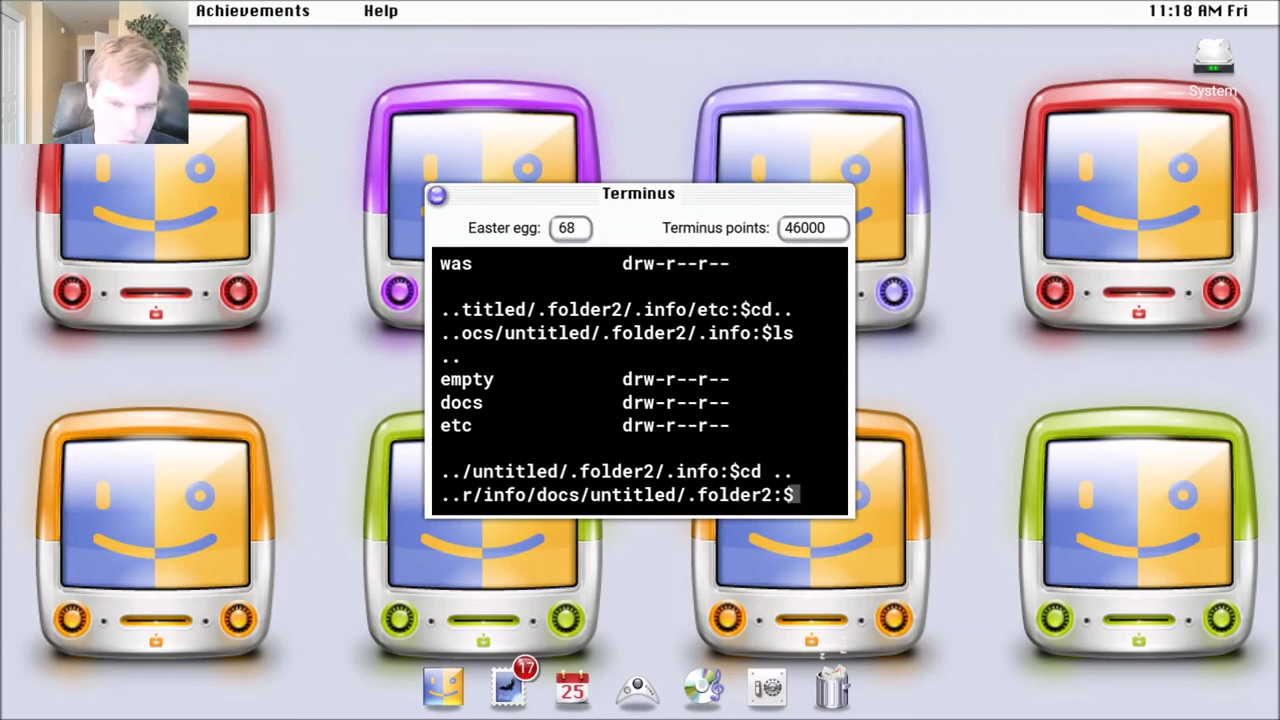 Achievements Help 11:18 AM Fri
System
Terminus
Easter egg: 68 Terminus points: 46000
was drw-r--r--
..titled/.folder2/.info/etc:$cd..
..ocs/untitled/.folder2/.info:$ls
..
empty drw-r--r--
docs drw-r--r--
etc drw-r--r--
../untitled/.folder2/.info:$cd ..
..r/info/docs/untitled/.folder2:$
17
25